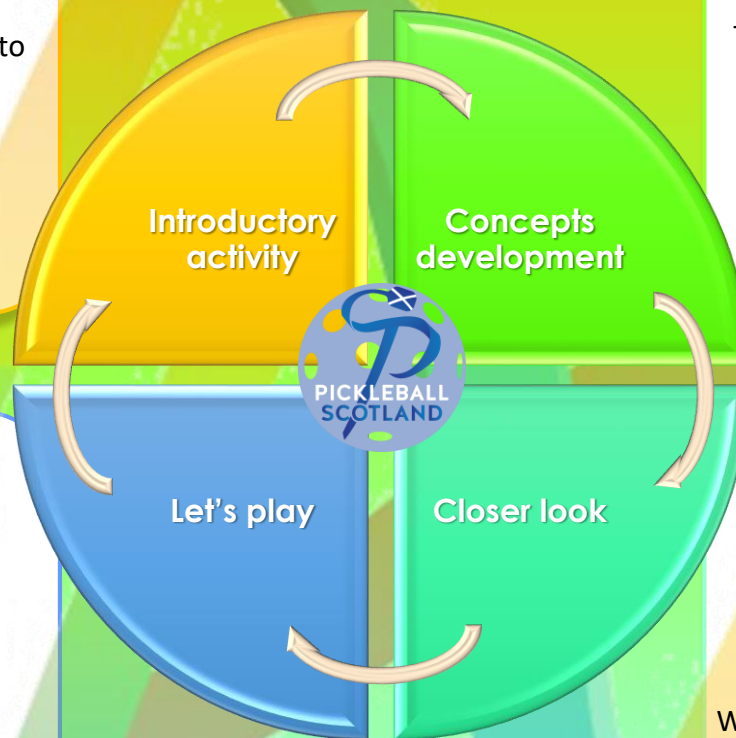 to
Introductory
activity
Concepts
development
PICKLEBALL
SCOTLAND
Let's play
Closer look
W